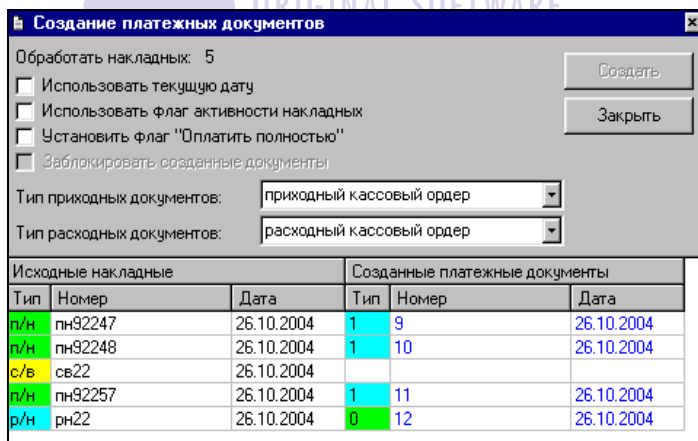 ORIGINAL SOFTWARE
Создание платежных документов
Обработать накладных: 5
Создать
Использовать текущую дату
Использовать флаг активности накладных
Закрыть
Установить флаг "Оплатить полностью"
Заблокировать созданные документы
Тип приходных документов: приходный кассовый ордер
Тип расходных документов: расходный кассовый ордер
Исходные накладные Созданные платежные документы
Тип Номер Дата Тип Номер Дата
п/н пн92247 26.10.2004 1 9 26.10.2004
п/н пн92248 26.10.2004 1 10 26.10.2004
с/в св22 26.10.2004
п/н пн92257 26.10.2004 1 11 26.10.2004
р/н рн22 26.10.2004 0 12 26.10.2004